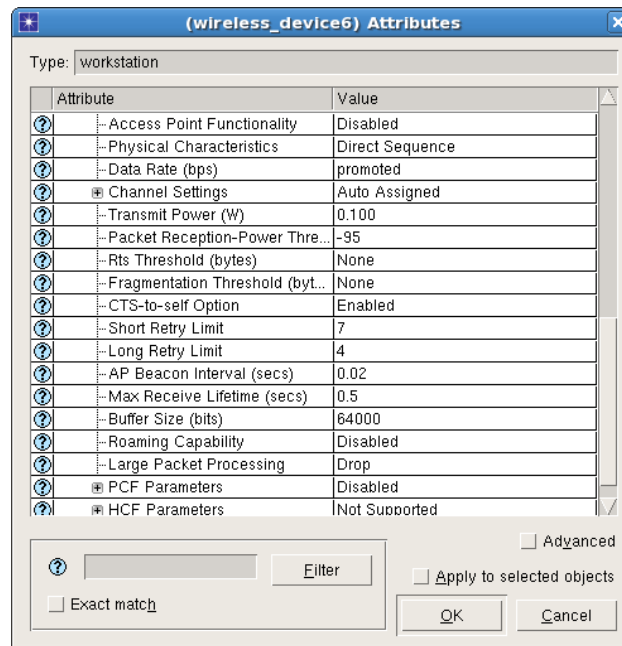 (wireless_device6) Attributes
Type: workstation
Attribute Value
Access Point Functionality Disabled
Physical Characteristics Direct Sequence
Data Rate (bps) promoted
Channel Settings Auto Assigned
Transmit Power (W) 0.100
Packet Reception-Power Thre... -95
Rts Threshold (bytes) None
Fragmentation Threshold (byt... None
CTS-to-self Option Enabled
Short Retry Limit 7
Long Retry Limit 4
AP Beacon Interval (secs) 0.02
Max Receive Lifetime (secs) 0.5
Buffer Size (bits) 64000
Roaming Capability Disabled
Large Packet Processing Drop
PCF Parameters Disabled
HCF Parameters Not Supported
Advanced
Filter
Apply to selected objects
Exact match
OK Cancel